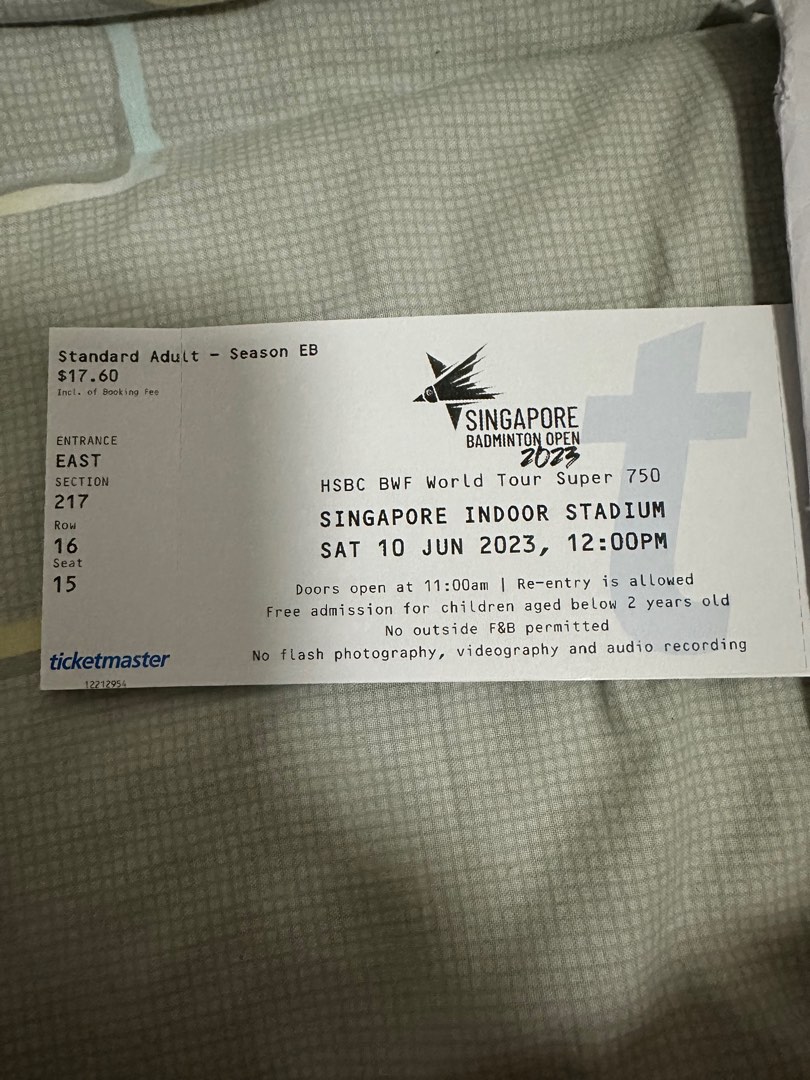 Standard Adult - Season EB
$17.60
Incl. of Booking Fee
ENTRANCE
EAST
SECTION
217
Row
16
Seat
15
ticketmaster
12212954
SINGAPORE
BADMINTON OPEN
2023
HSBC BWF World Tour Super 750
SINGAPORE INDOOR STADIUM
SAT 10 JUN 2023, 12:00PM
Doors open at 11:00am | Re-entry is allowed
Free admission for children aged below 2 years old
No outside F&B permitted
No flash photography, videography and audio recording
t